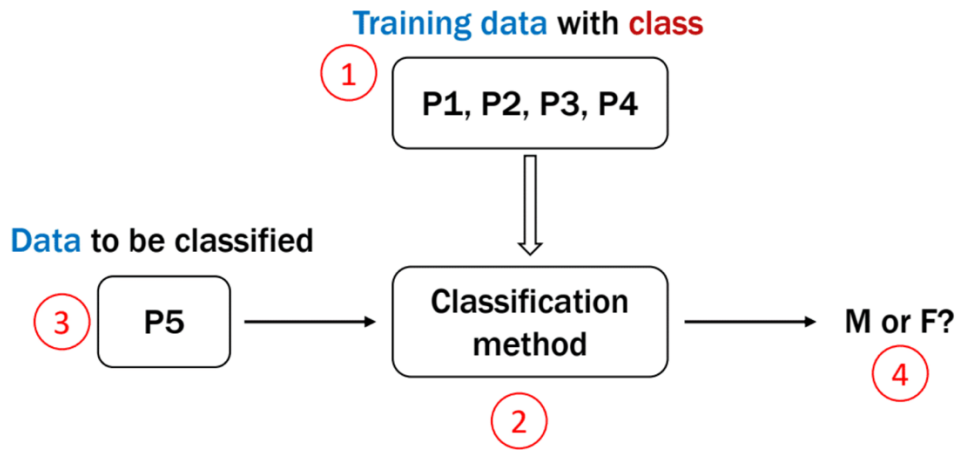 Training data with class
1
P1, P2, P3, P4
Data to be classified
3
P5
Classification
method
2
M or F?
4